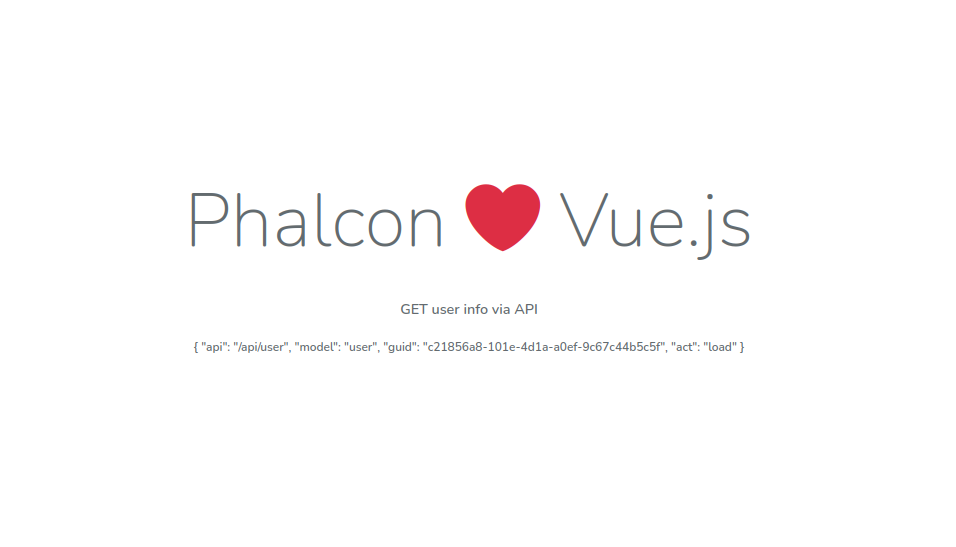 Phalcon ❤ Vue.js
GET user info via API
{ "api": "/api/user", "model": "user", "guid": "c21856a8-101e-4d1a-a0ef-9c67c44b5c5f", "act": "load" }